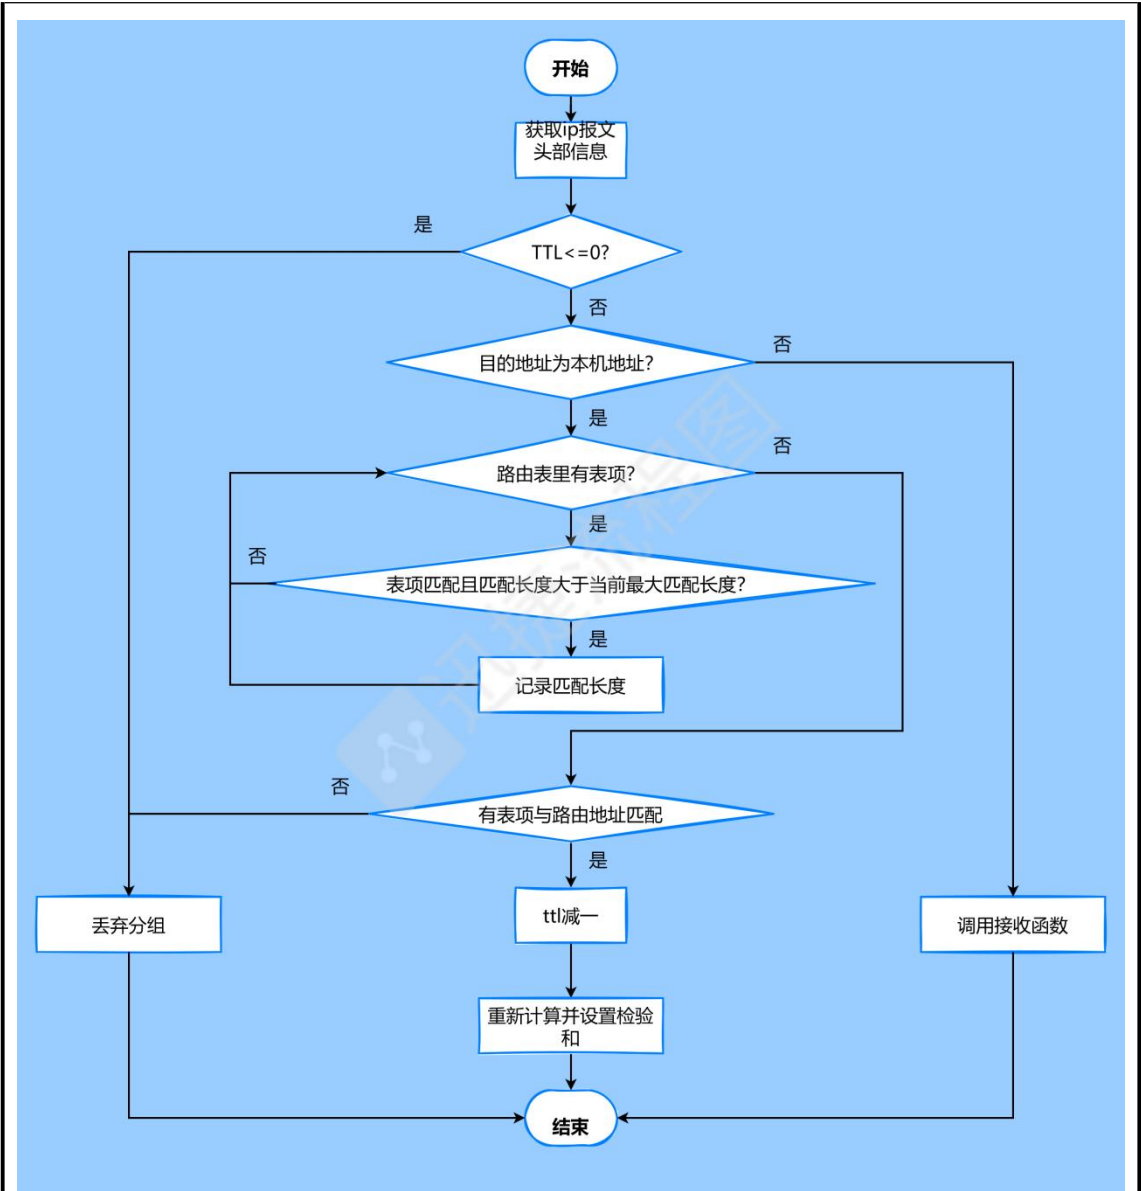 开始
获取ip报文
头部信息
是
TTL<=0?
否
否
目的地址为本机地址?
是
否
路由表里有表项?
是
否
表项匹配且匹配长度大于当前最大匹配长度?
是
记录匹配长度
迅捷流程图
否
有表项与路由地址匹配
是
丢弃分组
ttl减一
调用接收函数
重新计算并设置检验
和
结束